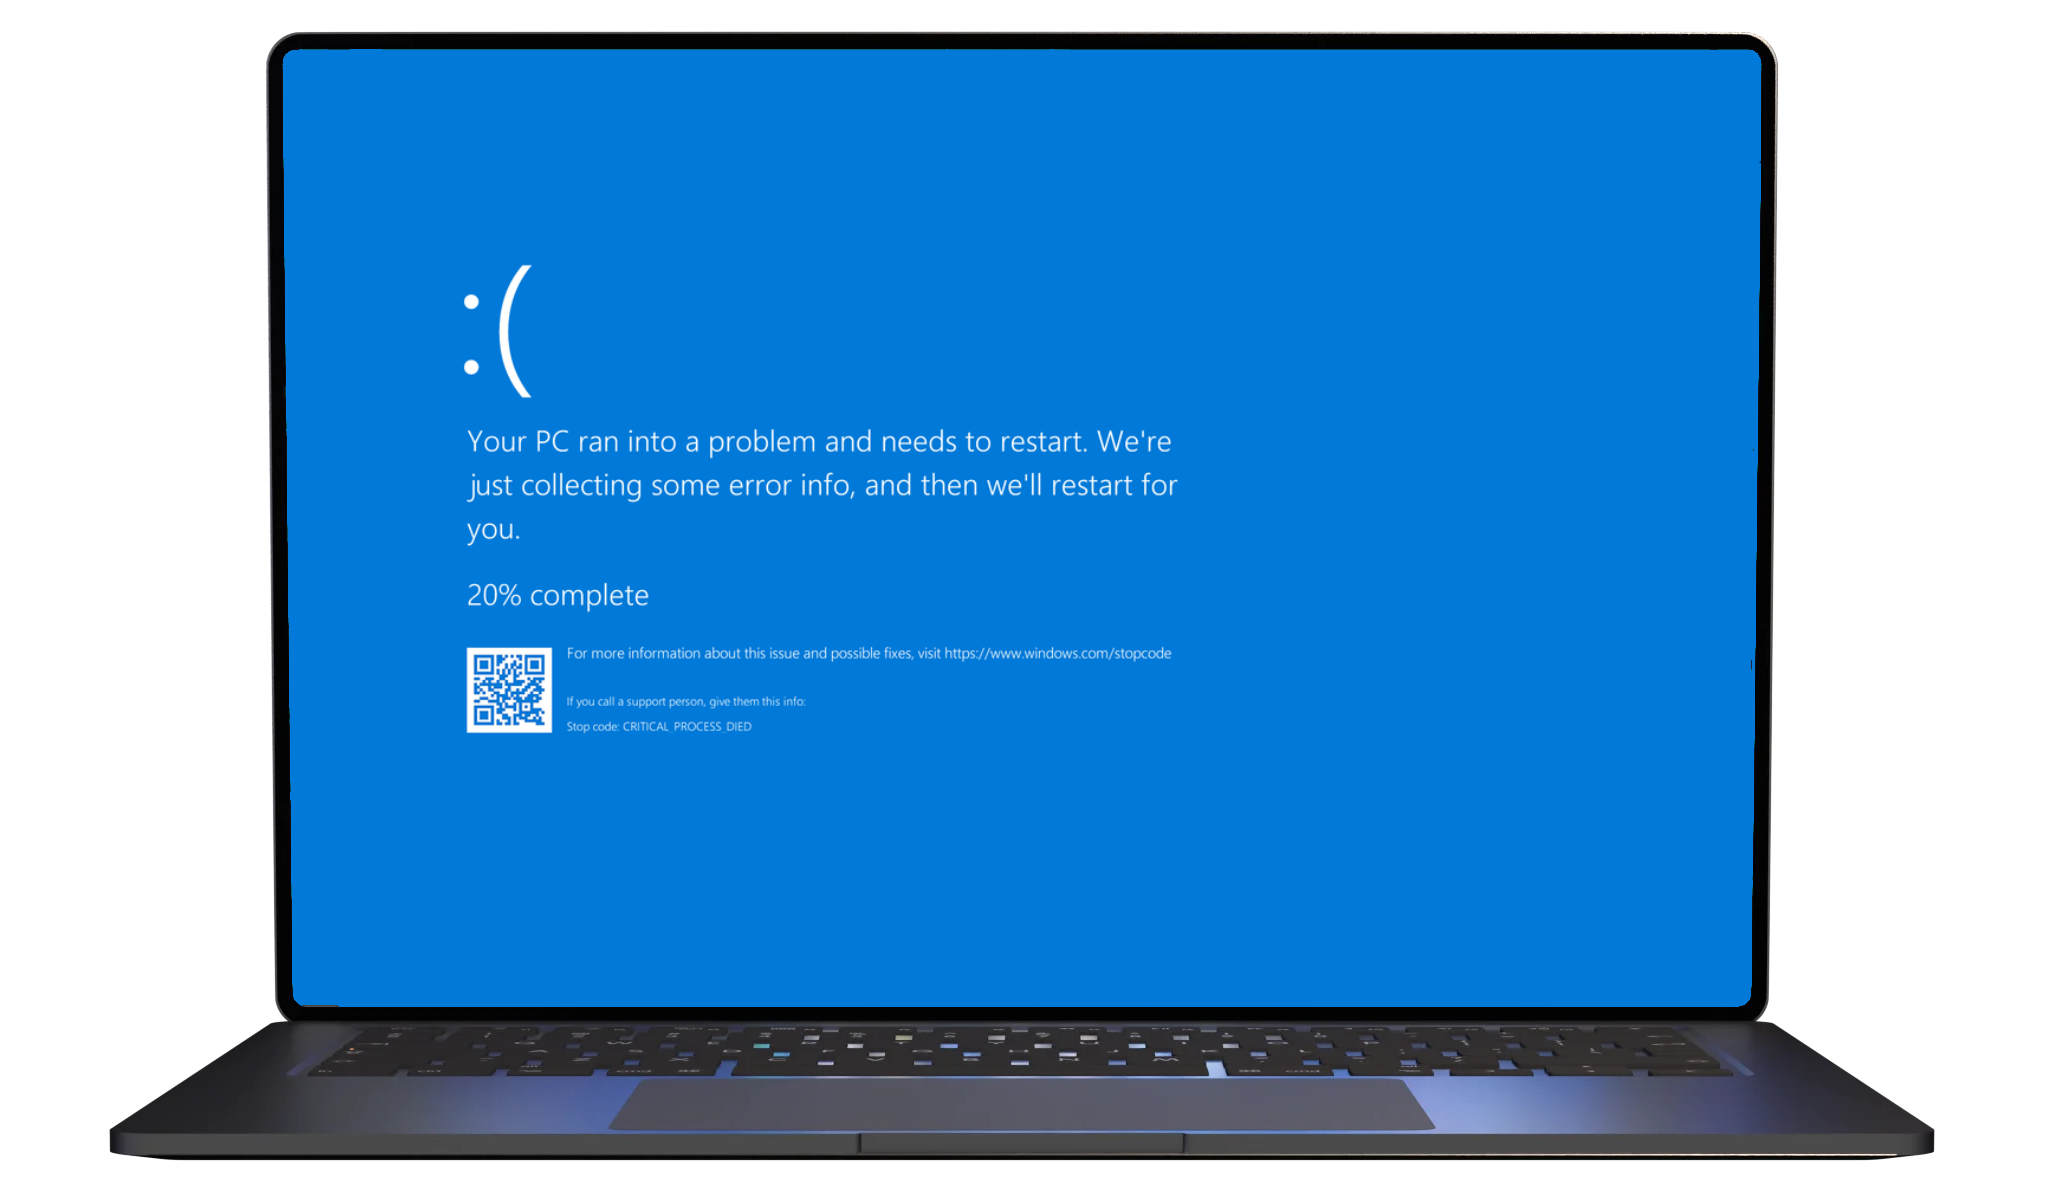 :(
Your PC ran into a problem and needs to restart. We're
just collecting some error info, and then we'll restart for
you.
20% complete
For more information about this issue and possible fixes, visit https://www.windows.com/stopcode
If you call a support person, give them this info:
Stop code: CRITICAL_PROCESS_DIED